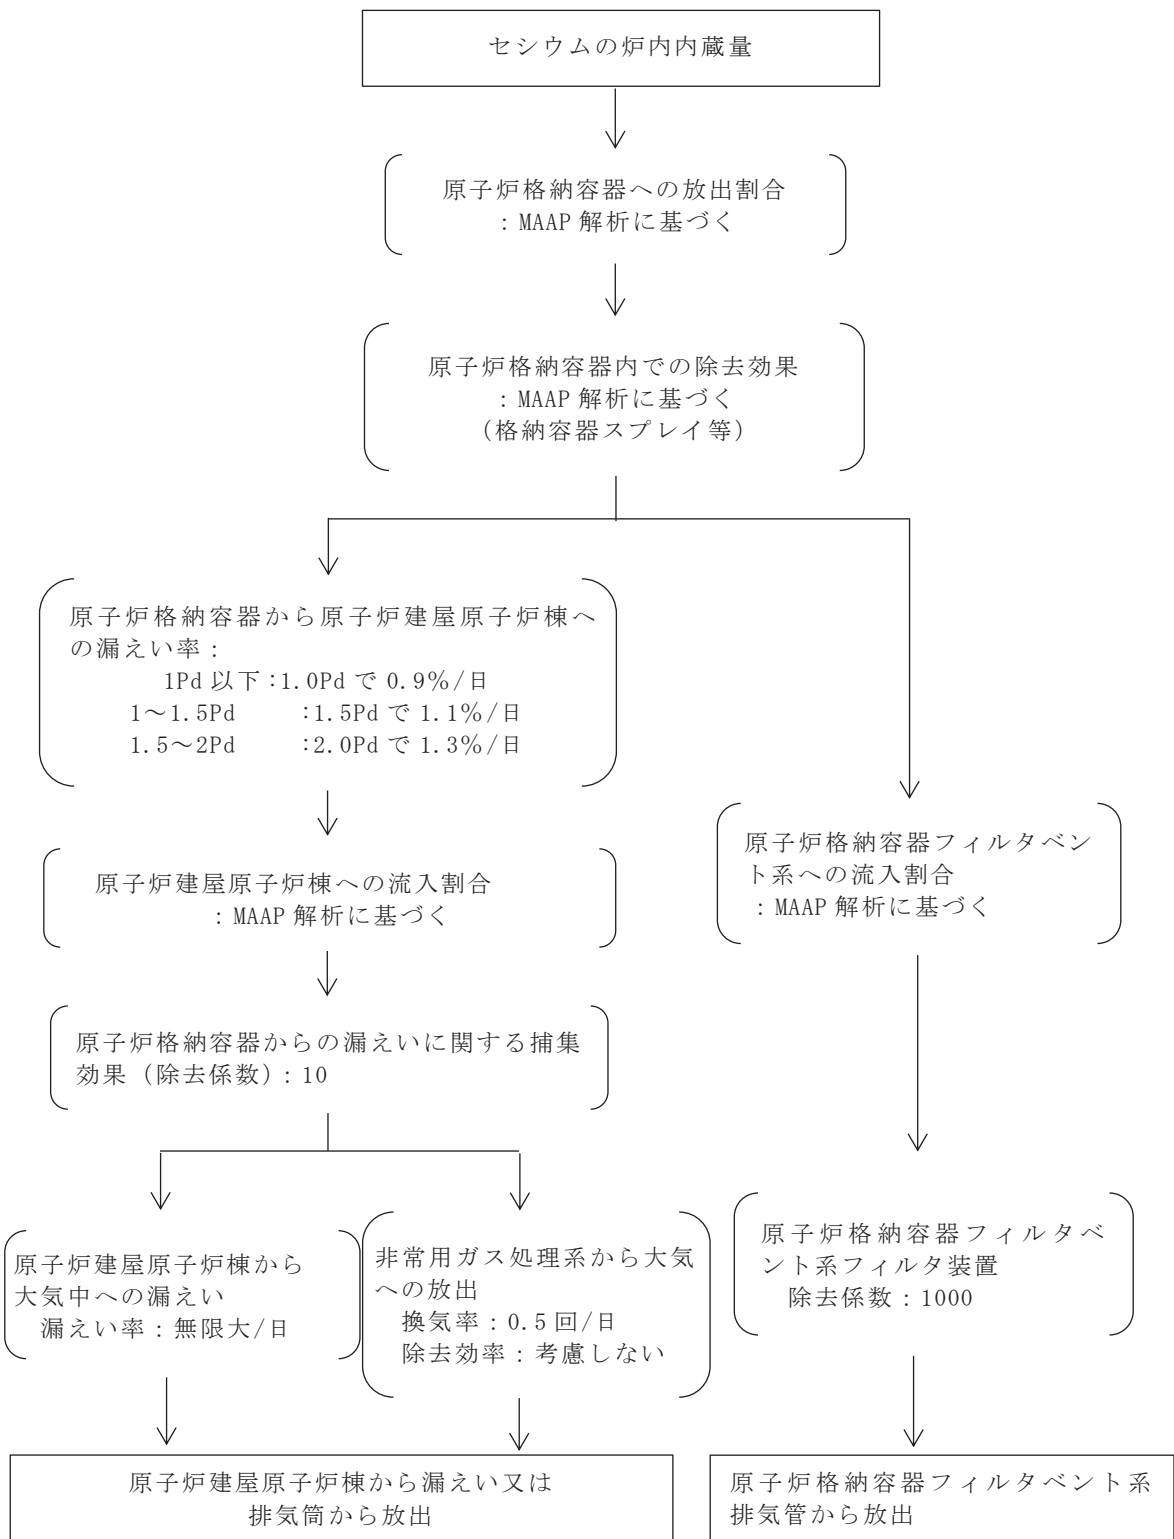 セシウムの炉内内蔵量
原子炉格納容器への放出割合
：MAAP 解析に基づく
原子炉格納容器内での除去効果
：MAAP 解析に基づく
（格納容器スプレイ等）
原子炉格納容器から原子炉建屋原子炉棟へ
の漏えい率：
1Pd 以下：1.0Pd で 0.9%/日
1～1.5Pd ：1.5Pd で 1.1%/日
1.5～2Pd ：2.0Pd で 1.3%/日
原子炉建屋原子炉棟への流入割合
：MAAP 解析に基づく
原子炉格納容器フィルタベン
ト系への流入割合
：MAAP 解析に基づく
原子炉格納容器からの漏えいに関する捕集
効果（除去係数）：10
原子炉建屋原子炉棟から
大気中への漏えい
漏えい率：無限大/日
非常用ガス処理系から大気
への放出
換気率：0.5 回/日
除去効率：考慮しない
原子炉格納容器フィルタベ
ント系フィルタ装置
除去係数：1000
原子炉建屋原子炉棟から漏えい又は
排気筒から放出
原子炉格納容器フィルタベント系
排気管から放出